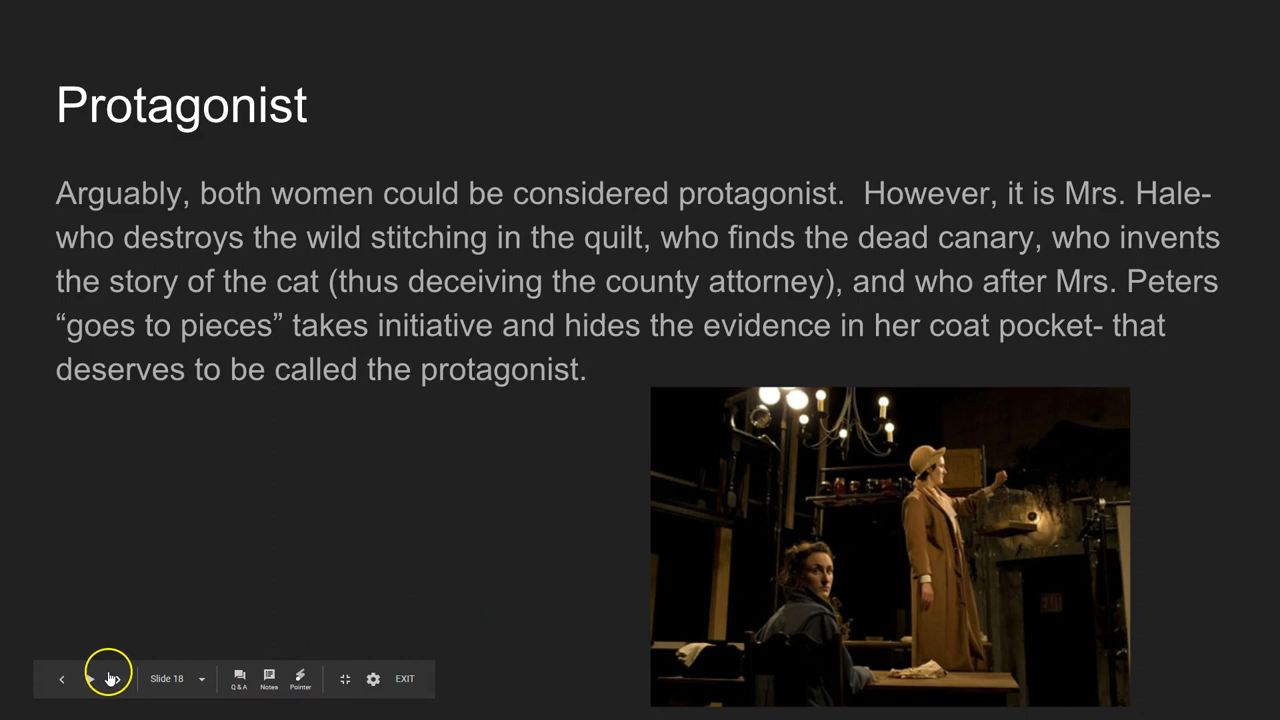 Protagonist
Arguably, both women could be considered protagonist.  However, it is Mrs. Hale-
who destroys the wild stitching in the quilt, who finds the dead canary, who invents
the story of the cat (thus deceiving the county attorney), and who after Mrs. Peters
“goes to pieces” takes initiative and hides the evidence in her coat pocket- that
deserves to be called the protagonist.
EXIT
Slide 18
Q & A
Notes
Pointer
EXIT